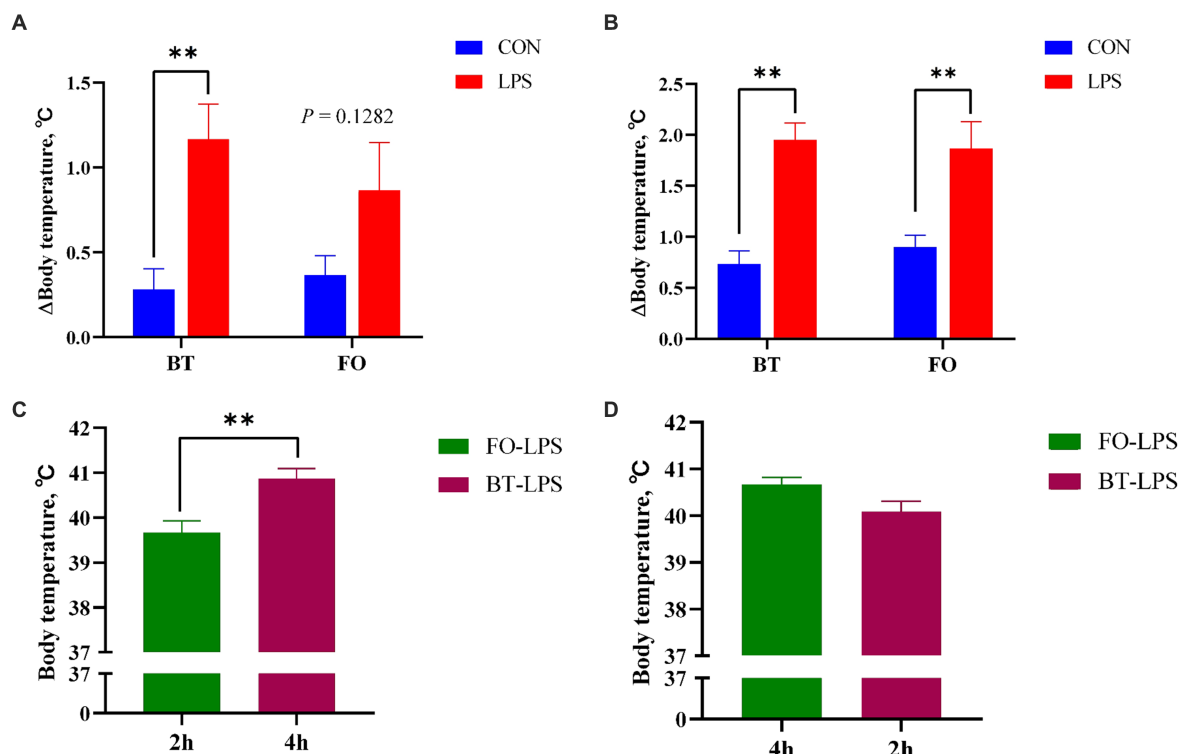 A
CON
LPS
**
P = 0.1282
ΔBody temperature, ℃
1.5
1.0
0.5
0.0
BT
FO
B
CON
LPS
**
**
ΔBody temperature, ℃
2.5
2.0
1.5
1.0
0.5
0.0
BT
FO
C
FO-LPS
BT-LPS
**
Body temperature, ℃
42
41
40
39
38
37
37
0
2h
4h
D
FO-LPS
BT-LPS
Body temperature, ℃
42
41
40
39
38
37
37
0
4h
2h